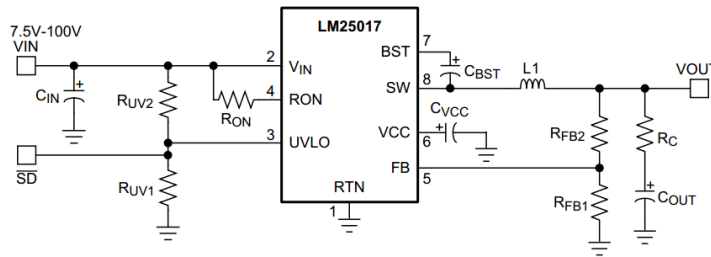 LM25017
7.5V-100V
VIN
7
BST
2
VIN
CBST
L1
VOUT
8
SW
4
RON
CIN
RUV2
RON
CVCC
3
UVLO
VCC
6
RFB2
RC
SD
FB
5
RUV1
RTN
1
RFB1
COUT